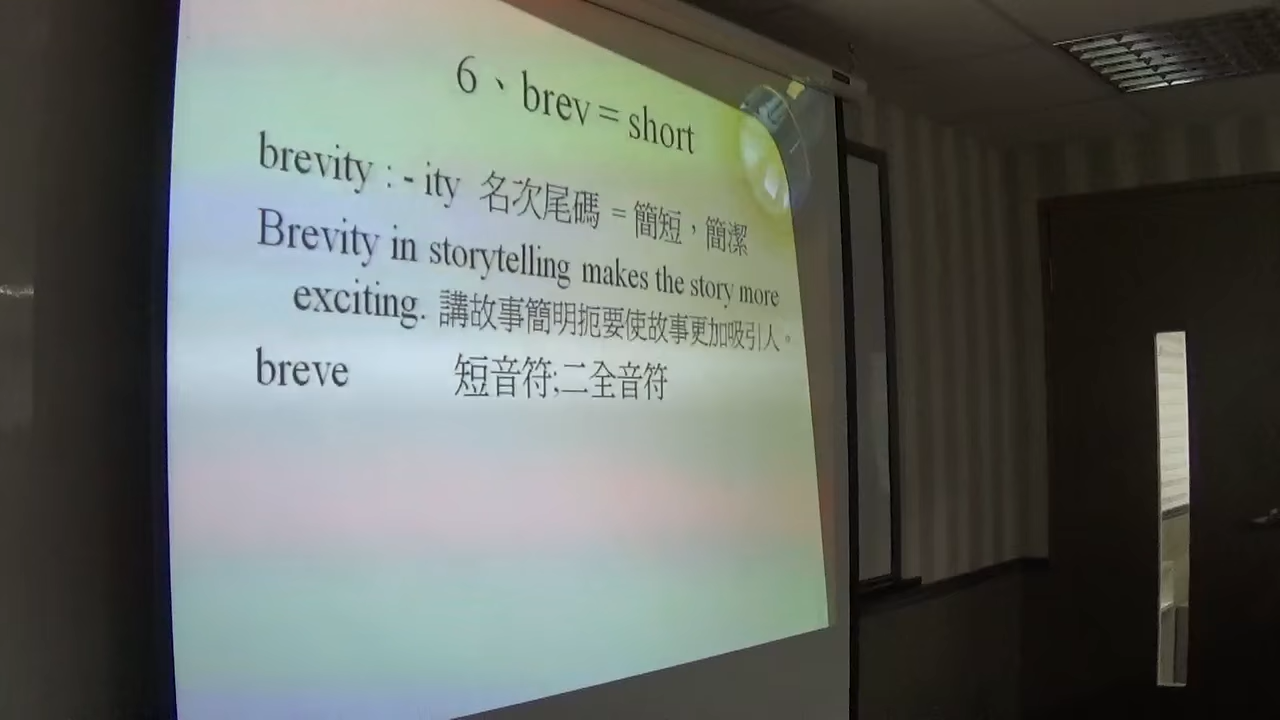 6、brev = short
brevity : - ity 名次尾碼 = 簡短，簡潔
Brevity in storytelling makes the story more
exciting. 講故事簡明扼要使故事更加吸引人。
breve 短音符;二全音符